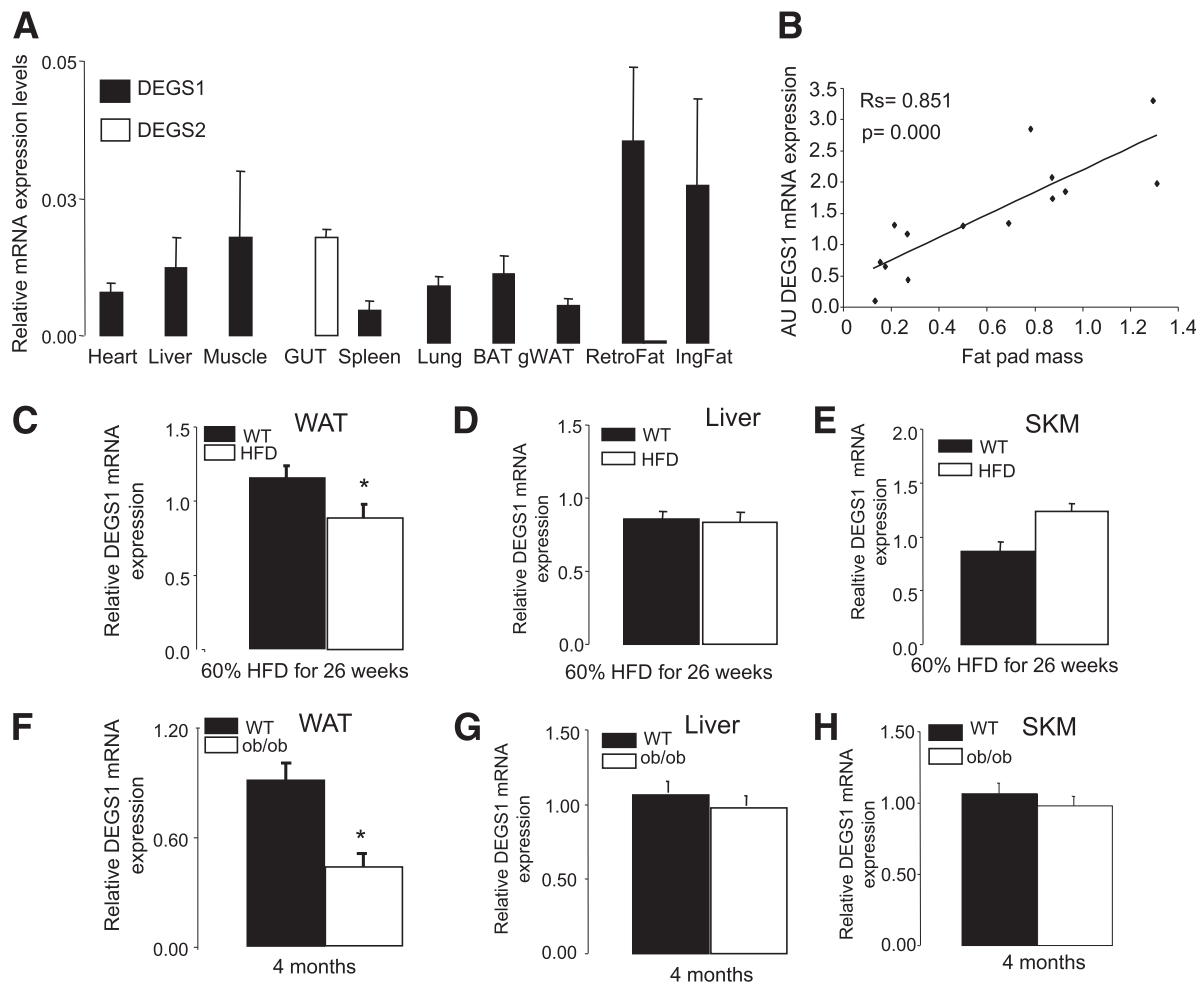 A
Relative mRNA expression levels
0.05
0.03
0.00
DEGS1
DEGS2
Heart Liver Muscle GUT Spleen Lung BAT gWAT RetroFat IngFat
B
AU DEGS1 mRNA expression
3.5
3.0
2.5
2.0
1.5
1.0
0.5
0.0
Rs= 0.851
p= 0.000
0 0.2 0.4 0.6 0.8 1.0 1.2 1.4
Fat pad mass
C
WAT
Relative DEGS1 mRNA
expression
1.5
1.0
0.5
0.0
WT
HFD
*
60% HFD for 26 weeks
D
Liver
Relative DEGS1 mRNA
expression
1.5
1.0
0.5
0.0
WT
HFD
60% HFD for 26 weeks
E
SKM
Realtive DEGS1 mRNA
expression
2.0
1.5
1.0
0.5
0.0
WT
HFD
60% HFD for 26 weeks
F
WAT
Relative DEGS1 mRNA
expression
1.20
0.60
0.00
WT
ob/ob
*
4 months
G
Liver
Relative DEGS1 mRNA
expression
1.50
1.00
0.50
0.00
WT
ob/ob
4 months
H
SKM
Relative DEGS1 mRNA
expression
1.50
1.00
0.50
0.00
WT
ob/ob
4 months